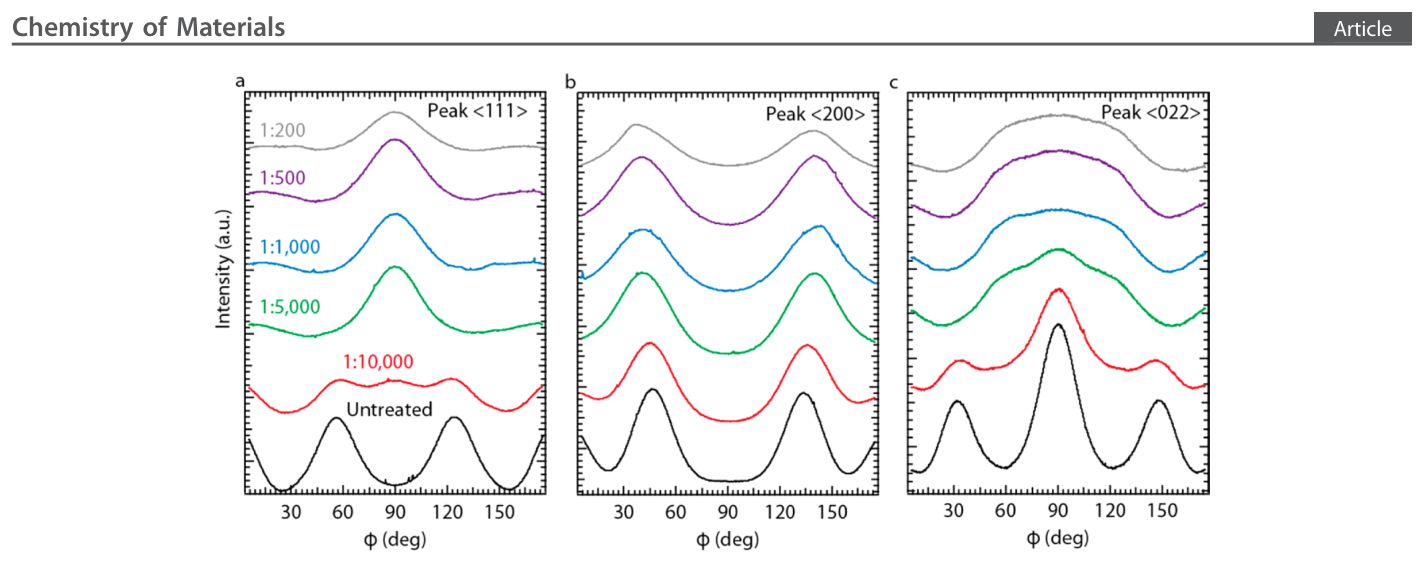 Chemistry of Materials
Article
a
Peak <111>
1:200
1:500
1:1,000
1:5,000
1:10,000
Untreated
Intensity (a.u.)
30 60 90 120 150
ϕ (deg)
b
Peak <200>
30 60 90 120 150
ϕ (deg)
c
Peak <022>
30 60 90 120 150
ϕ (deg)